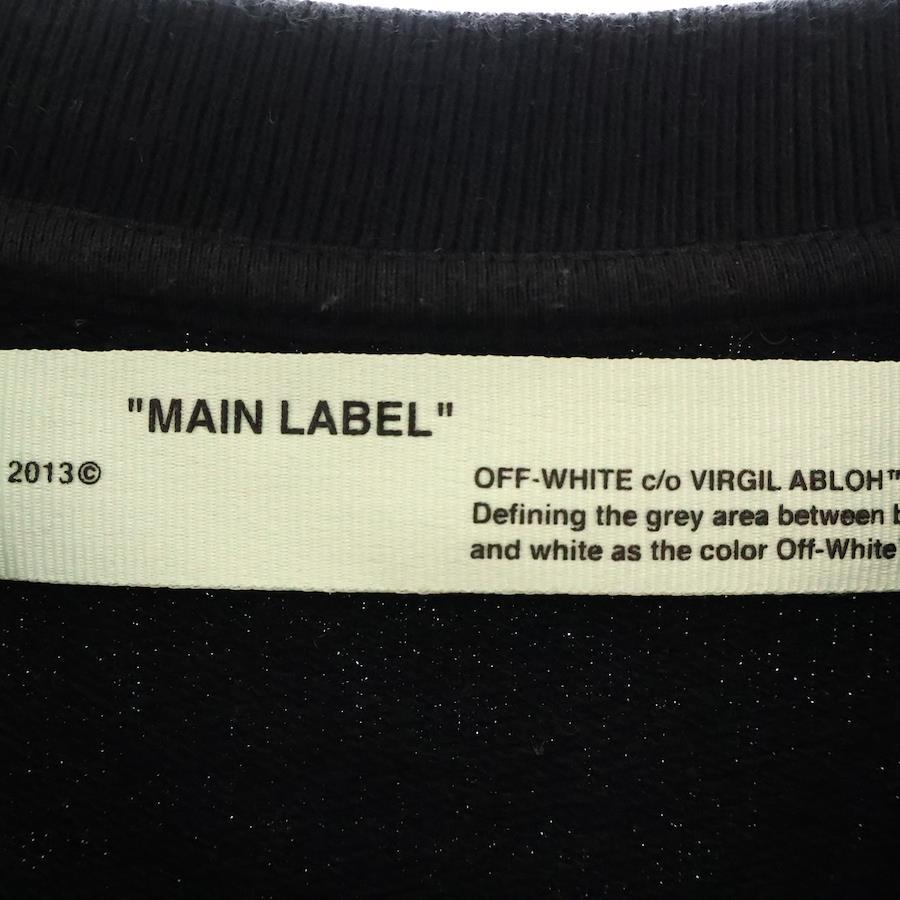 "MAIN LABEL"
2013©
OFF-WHITE c/o VIRGIL ABLOH™
Defining the grey area between
and white as the color Off-White